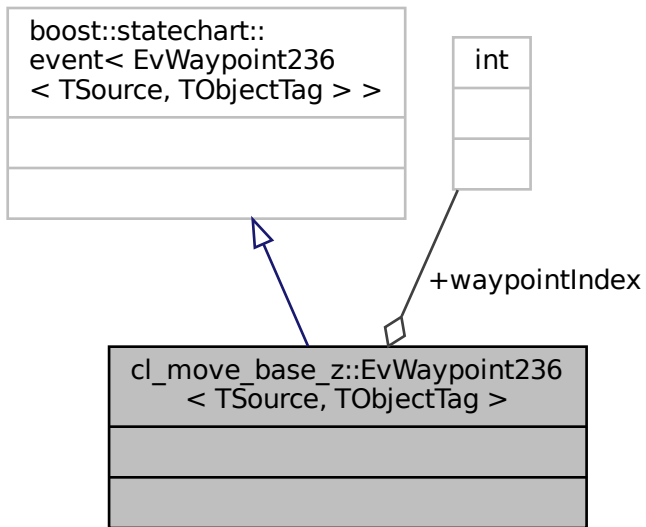 boost::statechart::
event< EvWaypoint236
< TSource, TObjectTag > >
int
+waypointIndex
cl_move_base_z::EvWaypoint236
< TSource, TObjectTag >